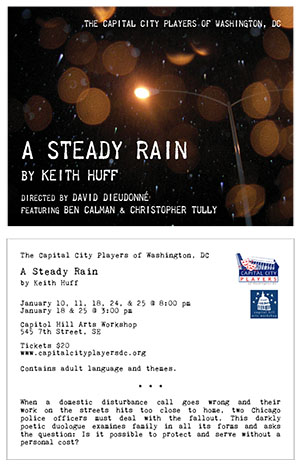 THE CAPITAL CITY PLAYERS OF WASHINGTON, DC
A STEADY RAIN
BY KEITH HUFF
DIRECTED BY DAVID DIEUDONNÉ
FEATURING BEN CALMAN & CHRISTOPHER TULLY
The Capital City Players of Washington, DC
A Steady Rain
by Keith Huff
January 10, 11, 18, 24, & 25 @ 8:00 pm
January 18 & 25 @ 3:00 pm
Capitol Hill Arts Workshop
545 7th Street, SE
Tickets $20
www.capitalcityplayersdc.org
Contains adult language and themes.
• • •
When a domestic disturbance call goes wrong and their
work on the streets hits too close to home, two Chicago
police officers must deal with the fallout. This darkly
poetic duologue examines family in all its forms and asks
the question: Is it possible to protect and serve without a
personal cost?
CAPITAL CITY
PLAYERS